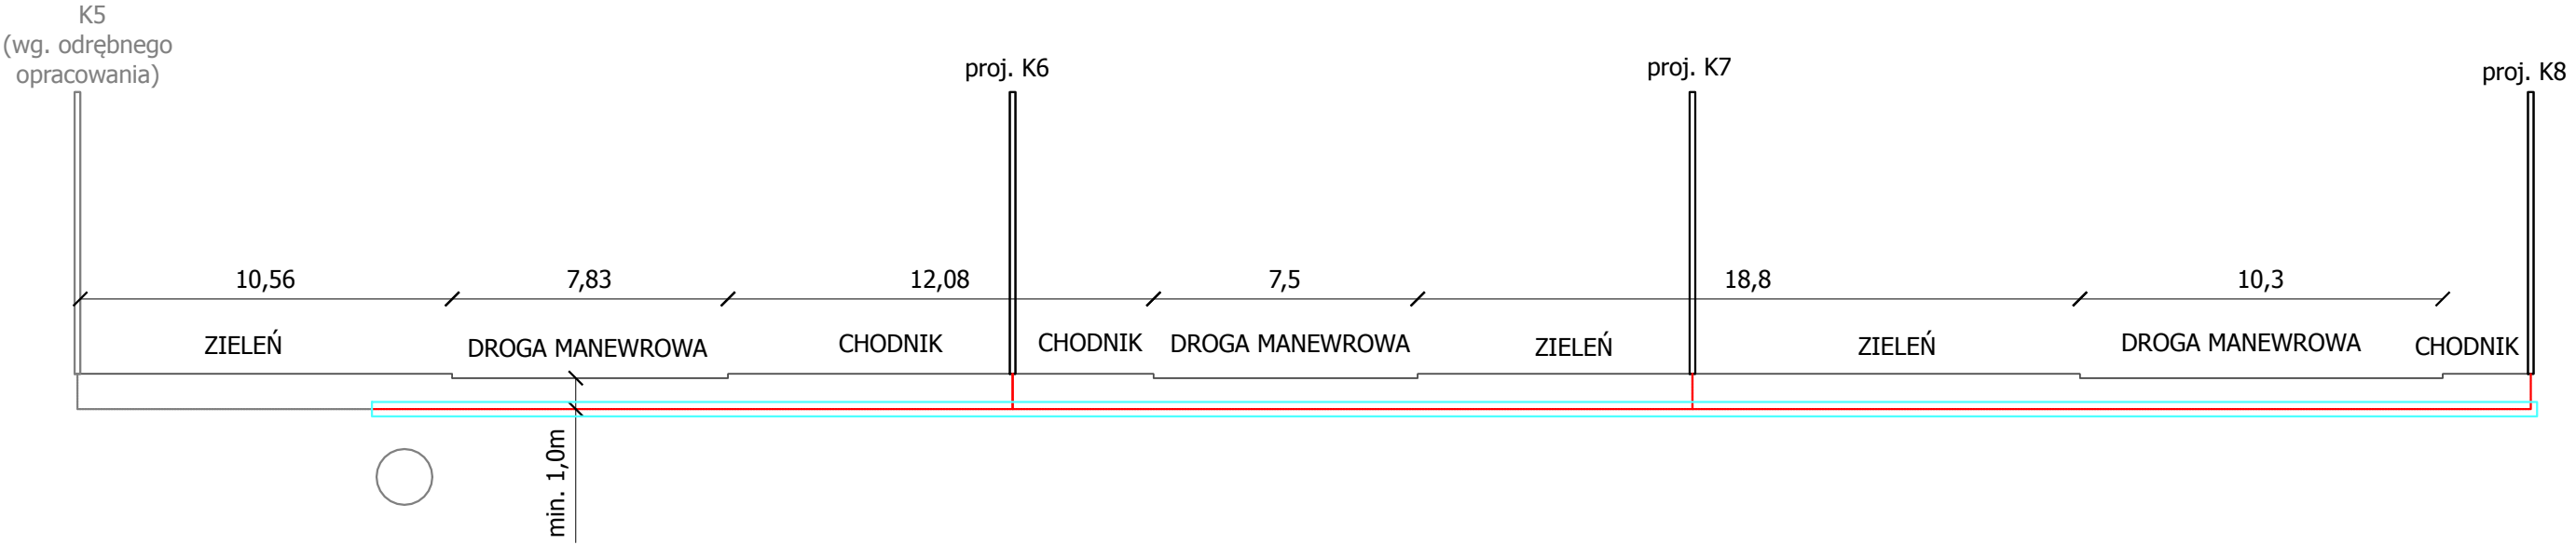 K5
(wg. odrębnego
opracowania)
proj. K6
proj. K7
proj. K8
10,56
7,83
12,08
7,5
18,8
10,3
ZIELEŃ
DROGA MANEWROWA
CHODNIK
CHODNIK
DROGA MANEWROWA
ZIELEŃ
ZIELEŃ
DROGA MANEWROWA
CHODNIK
min. 1,0m